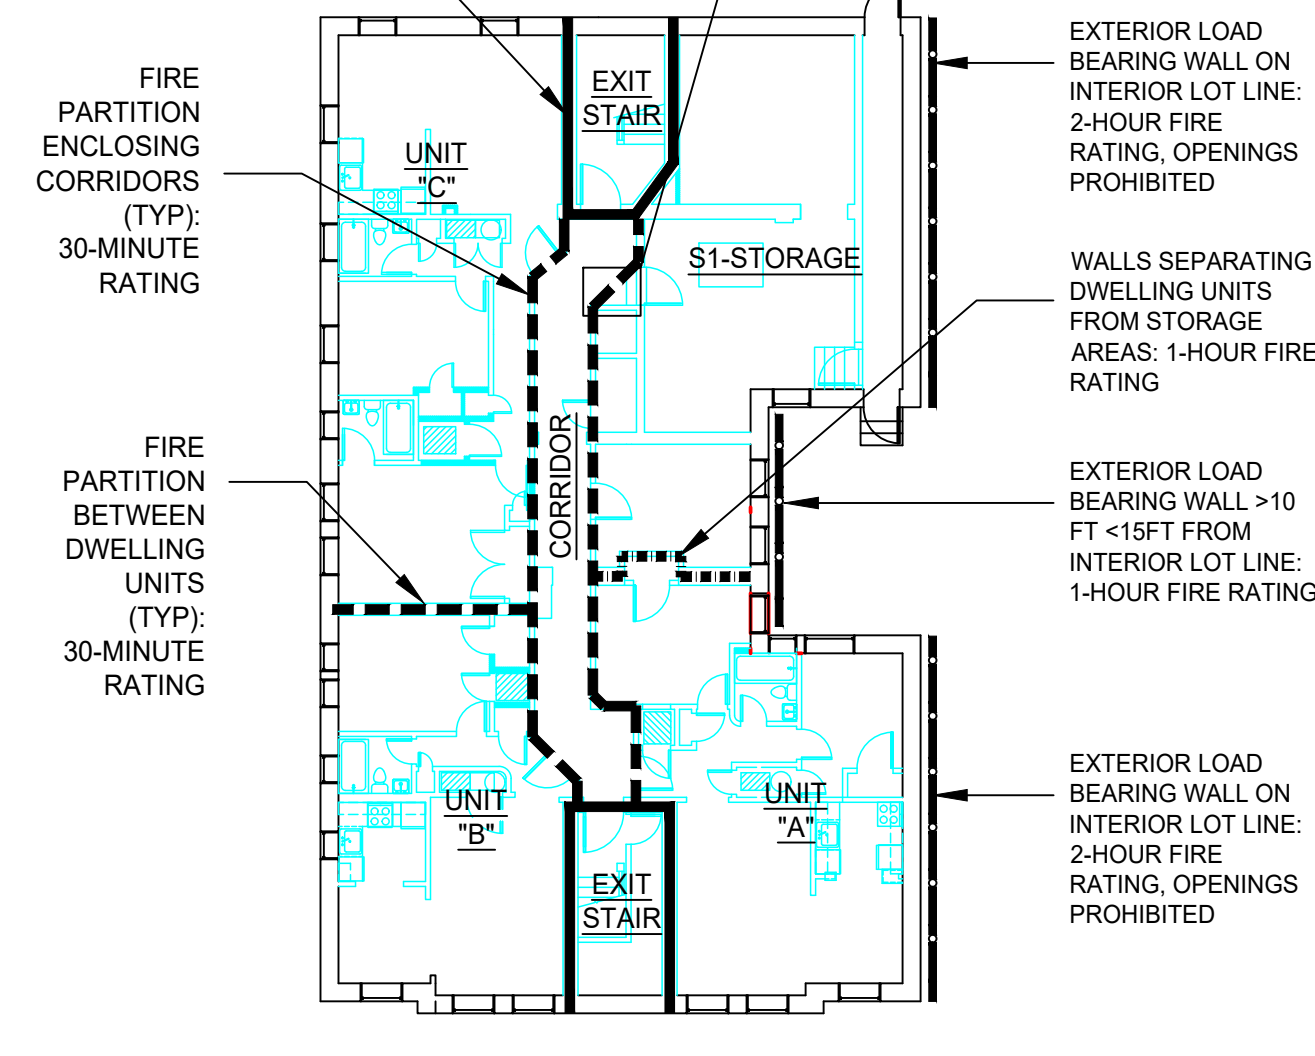 FIRE
PARTITION
ENCLOSING
CORRIDORS
(TYP):
30-MINUTE
RATING
FIRE
PARTITION
BETWEEN
DWELLING
UNITS
(TYP):
30-MINUTE
RATING
EXIT
STAIR
UNIT
"C"
S1-STORAGE
CORRIDOR
UNIT
"B"
UNIT
"A"
EXIT
STAIR
EXTERIOR LOAD
BEARING WALL ON
INTERIOR LOT LINE:
2-HOUR FIRE
RATING, OPENINGS
PROHIBITED
WALLS SEPARATING
DWELLING UNITS
FROM STORAGE
AREAS: 1-HOUR FIRE
RATING
EXTERIOR LOAD
BEARING WALL >10
FT <15FT FROM
INTERIOR LOT LINE:
1-HOUR FIRE RATING
EXTERIOR LOAD
BEARING WALL ON
INTERIOR LOT LINE:
2-HOUR FIRE
RATING, OPENINGS
PROHIBITED